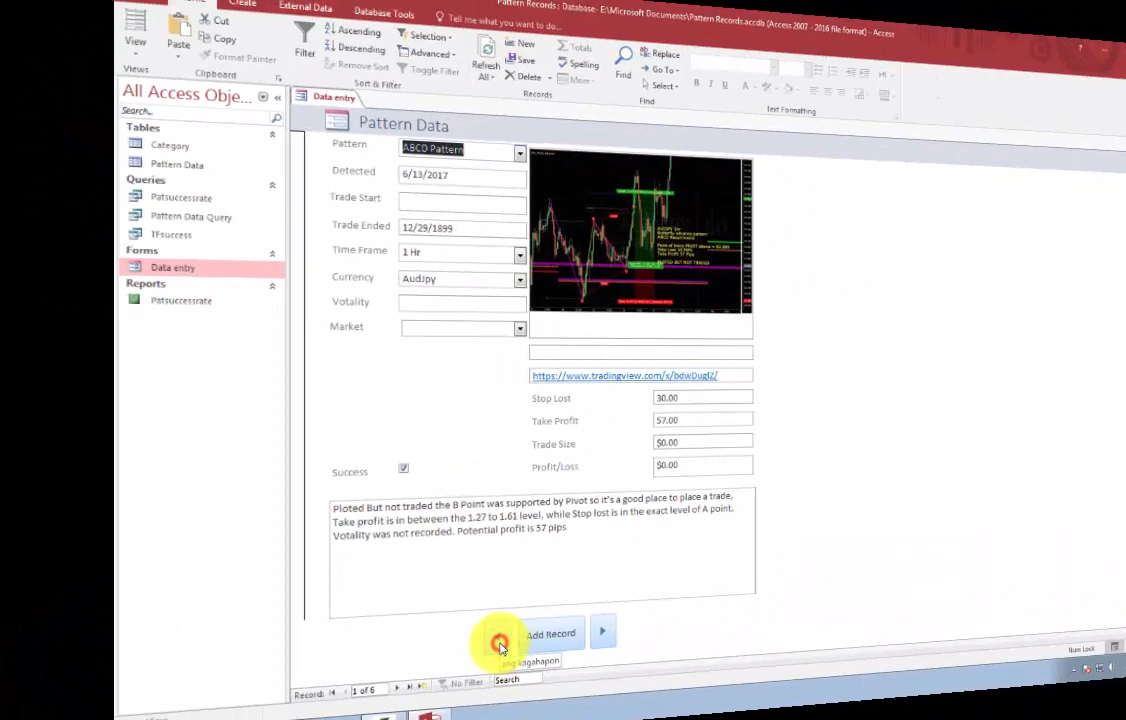 Pattern Records : Database- E:\Microsoft Documents\Pattern Records.accdb (Access 2007 - 2016 file format) - Access
Create
External Data
Database Tools
Tell me what you want to do...
View
Views
Paste
Cut
Copy
Format Painter
Clipboard
Filter
Ascending
Descending
Remove Sort
Selection
Advanced
Toggle Filter
Sort & Filter
Refresh
All
New
Save
Delete
Totals
Spelling
More
Records
Find
Replace
Go To
Select
Find
B I U
Text Formatting
All Access Obje...
Search...
Tables
Category
Pattern Data
Queries
Patsuccessrate
Pattern Data Query
TFsuccess
Forms
Data entry
Reports
Patsuccessrate
Data entry
Pattern Data
Pattern ABCD Pattern
Detected 6/13/2017
Trade Start
Trade Ended 12/29/1899
Time Frame 1 Hr
Currency AudJpy
Votality
Market
https://www.tradingview.com/x/bdwDuglZ/
Stop Lost 30.00
Take Profit 57.00
Trade Size $0.00
Profit/Loss $0.00
Success
Ploted But not traded the B Point was supported by Pivot so it's a good place to place a trade,
Take profit is in between the 1.27 to 1.61 level, while Stop lost is in the exact level of A point.
Votality was not recorded. Potential profit is 57 pips
Add Record
ang kagahapon
Record: 1 of 6 No Filter Search
Num Lock